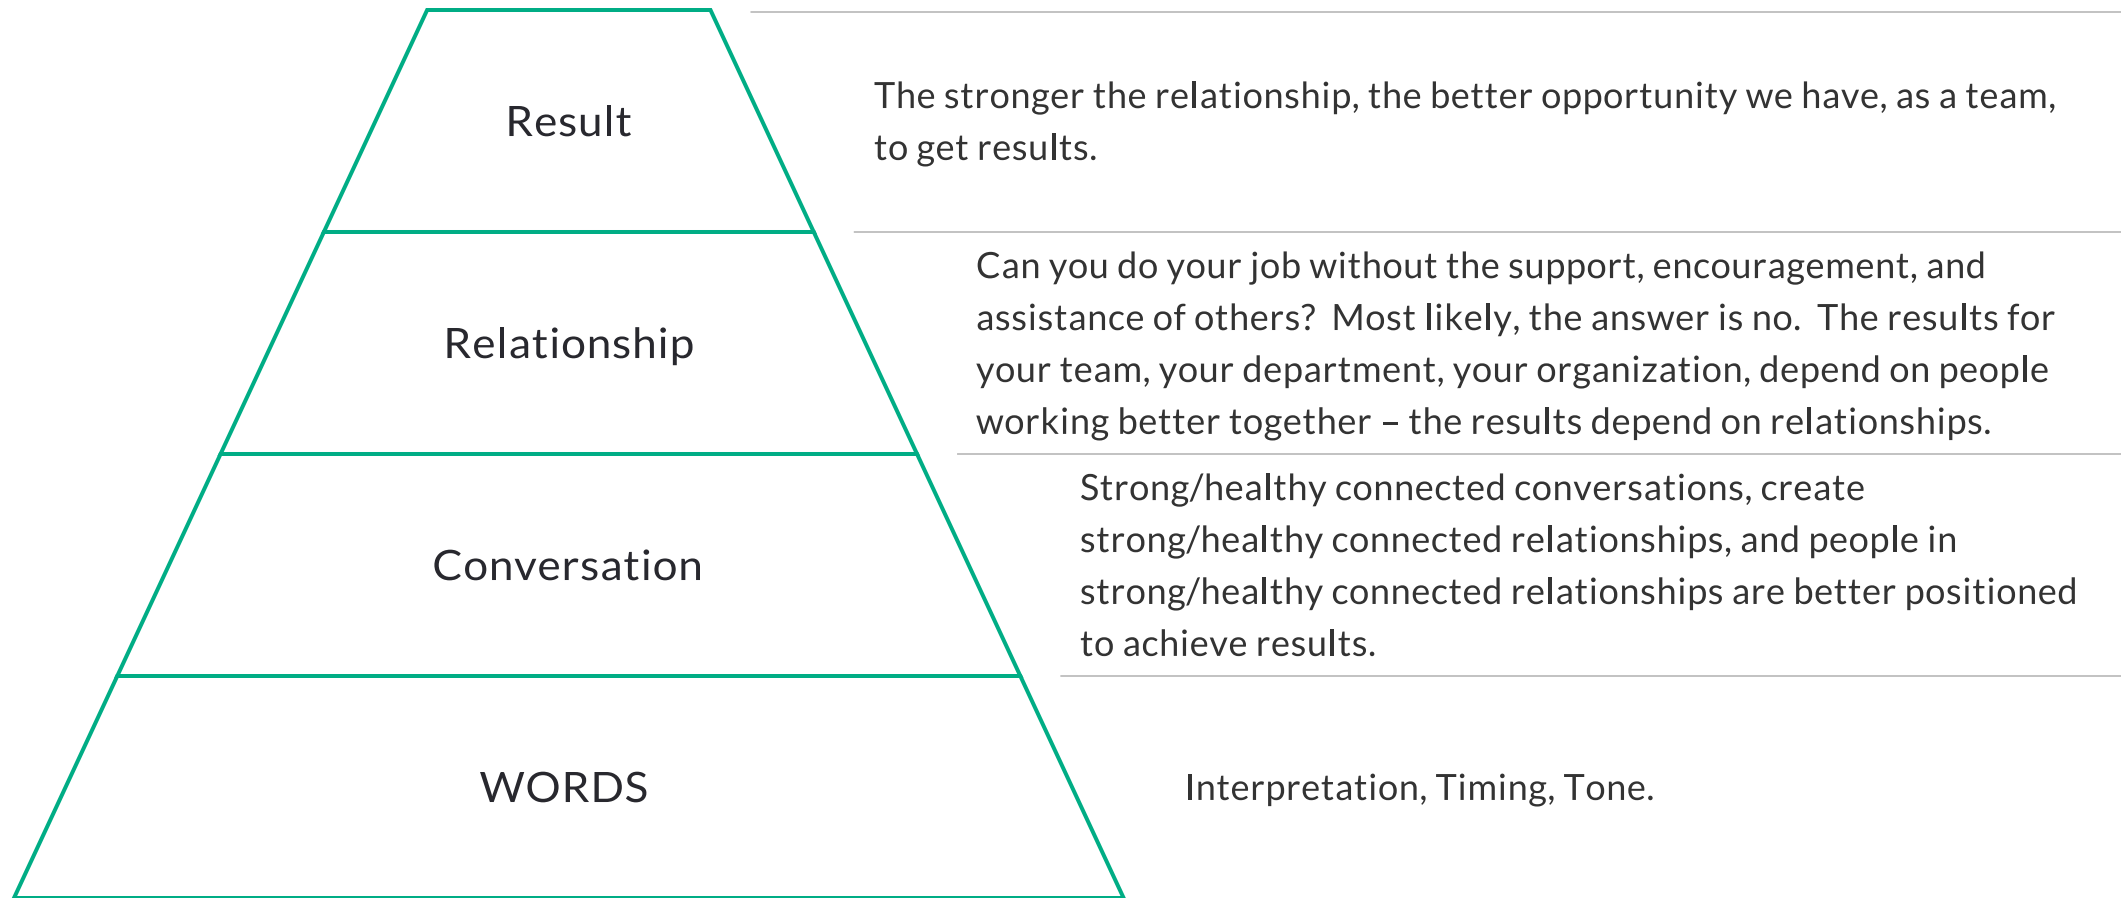 Result
The stronger the relationship, the better opportunity we have, as a team,
to get results.
Relationship
Can you do your job without the support, encouragement, and
assistance of others?  Most likely, the answer is no.  The results for
your team, your department, your organization, depend on people
working better together – the results depend on relationships.
Conversation
Strong/healthy connected conversations, create
strong/healthy connected relationships, and people in
strong/healthy connected relationships are better positioned
to achieve results.
WORDS
Interpretation, Timing, Tone.